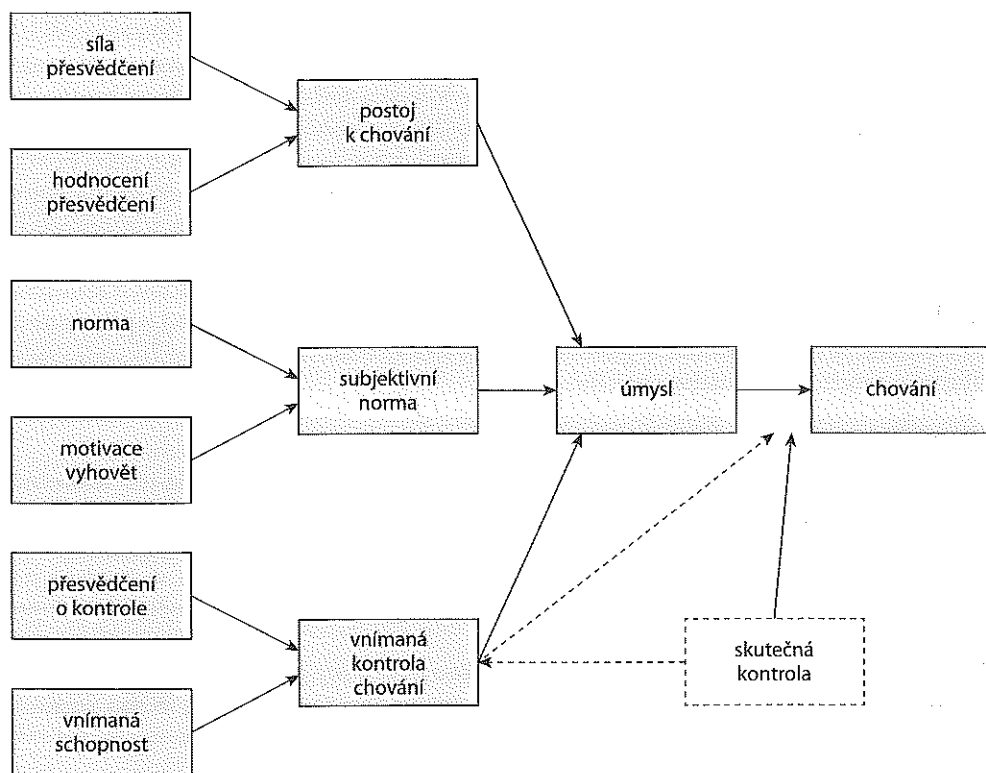 síla
přesvědčení
hodnocení
přesvědčení
postoj
k chování
norma
motivace
vyhovět
subjektivní
norma
úmysl
chování
přesvědčení
o kontrole
vnímaná
schopnost
vnímaná
kontrola
chování
skutečná
kontrola